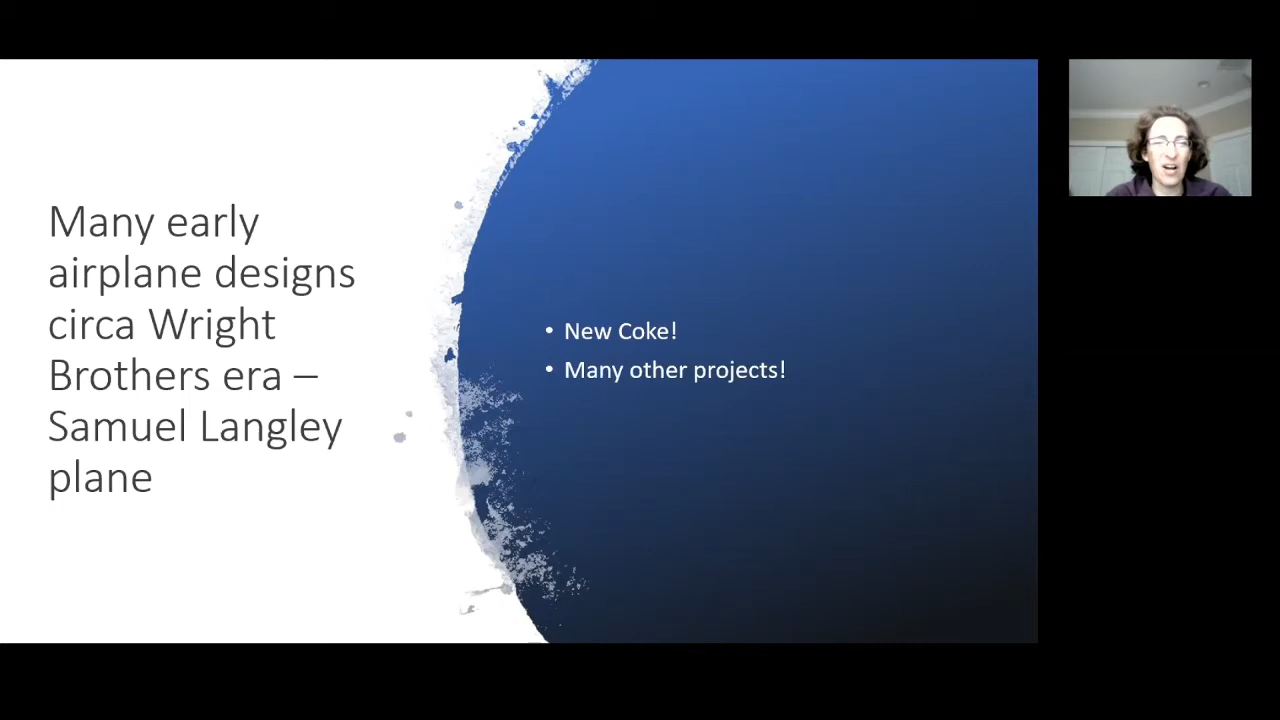 Many early
airplane designs
circa Wright
Brothers era –
Samuel Langley
plane
• New Coke!
• Many other projects!